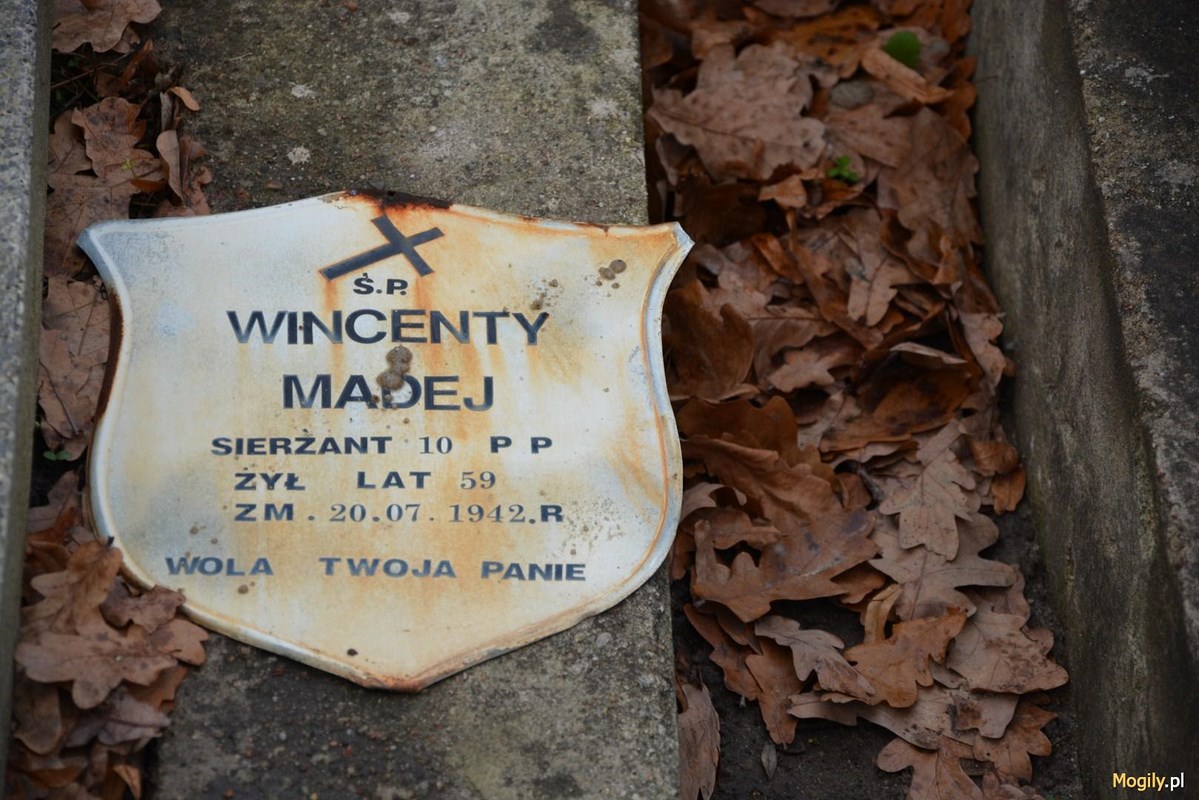 Ś.P.
WINCENTY
MADEJ
SIERŻANT 10 P P
ŻYŁ LAT 59
ZM. 20.07.1942.R
WOLA TWOJA PANIE
Mogily.pl